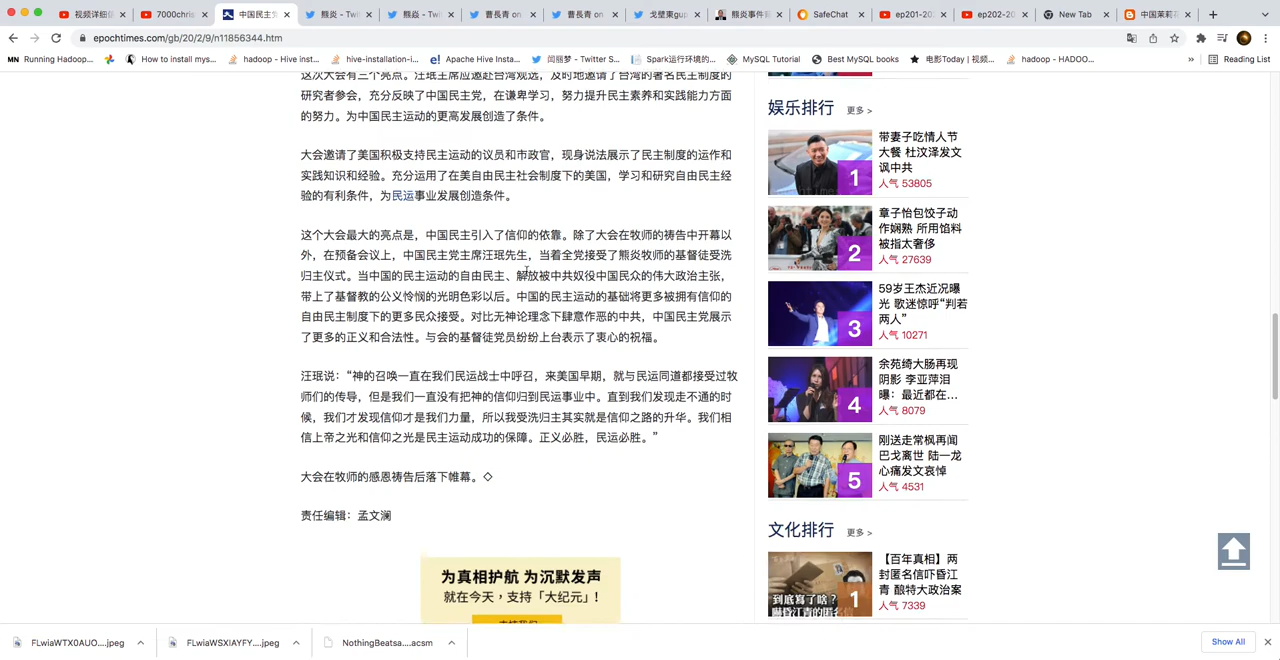 视频详细信
7000chris
中国民主党
熊焱 - Twi
熊焱 - Twi
曹長青 on
曹長青 on
戈壁東gup
熊焱事件
SafeChat
ep201-202
ep202-202
New Tab
中国茉莉花
epochtimes.com/gb/20/2/9/n11856344.htm
Running Hadoop...
How to install mys...
hadoop - Hive inst...
hive-installation-i...
Apache Hive Insta...
闫丽梦 - Twitter S...
Spark运行环境的...
MySQL Tutorial
Best MySQL books
电影Today | 视频...
hadoop - HADOO...
»
Reading List
这次大会有三个亮点。汪珉主席应邀赴台湾观选，及时地邀请了台湾的著名民主制度的
研究者参会，充分反映了中国民主党，在谦卑学习，努力提升民主素养和实践能力方面
的努力。为中国民主运动的更高发展创造了条件。
大会邀请了美国积极支持民主运动的议员和市政官，现身说法展示了民主制度的运作和
实践知识和经验。充分运用了在美自由民主社会制度下的美国，学习和研究自由民主经
验的有利条件，为民运事业发展创造条件。
这个大会最大的亮点是，中国民主引入了信仰的依靠。除了大会在牧师的祷告中开幕以
外，在预备会议上，中国民主党主席汪珉先生，当着全党接受了熊炎牧师的基督徒受洗
归主仪式。当中国的民主运动的自由民主、解放被中共奴役中国民众的伟大政治主张，
带上了基督教的公义怜悯的光明色彩以后。中国的民主运动的基础将更多被拥有信仰的
自由民主制度下的更多民众接受。对比无神论理念下肆意作恶的中共，中国民主党展示
了更多的正义和合法性。与会的基督徒党员纷纷上台表示了衷心的祝福。
汪珉说：“神的召唤一直在我们民运战士中呼召，来美国早期，就与民运同道都接受过牧
师们的传导，但是我们一直没有把神的信仰归到民运事业中。直到我们发现走不通的时
候，我们才发现信仰才是我们力量，所以我受洗归主其实就是信仰之路的升华。我们相
信上帝之光和信仰之光是民主运动成功的保障。正义必胜，民运必胜。”
大会在牧师的感恩祷告后落下帷幕。◇
责任编辑：孟文澜
为真相护航 为沉默发声
就在今天，支持「大纪元」！
娱乐排行 更多 >
1
带妻子吃情人节
大餐 杜汶泽发文
讽中共
人气 53805
2
章子怡包饺子动
作娴熟 所用馅料
被指太奢侈
人气 27639
3
59岁王杰近况曝
光 歌迷惊呼“判若
两人”
人气 10271
4
余苑绮大肠再现
阴影 李亚萍泪
曝：最近都在...
人气 8079
5
刚送走常枫再闻
巴戈离世 陆一龙
心痛发文哀悼
人气 4531
文化排行 更多 >
到底寫了啥？
1
【百年真相】两
封匿名信吓昏江
青 酿特大政治案
人气 7339
FLwiaWTX0AUO....jpeg
FLwiaWSXIAYFY....jpeg
NothingBeatsa....acsm
Show All